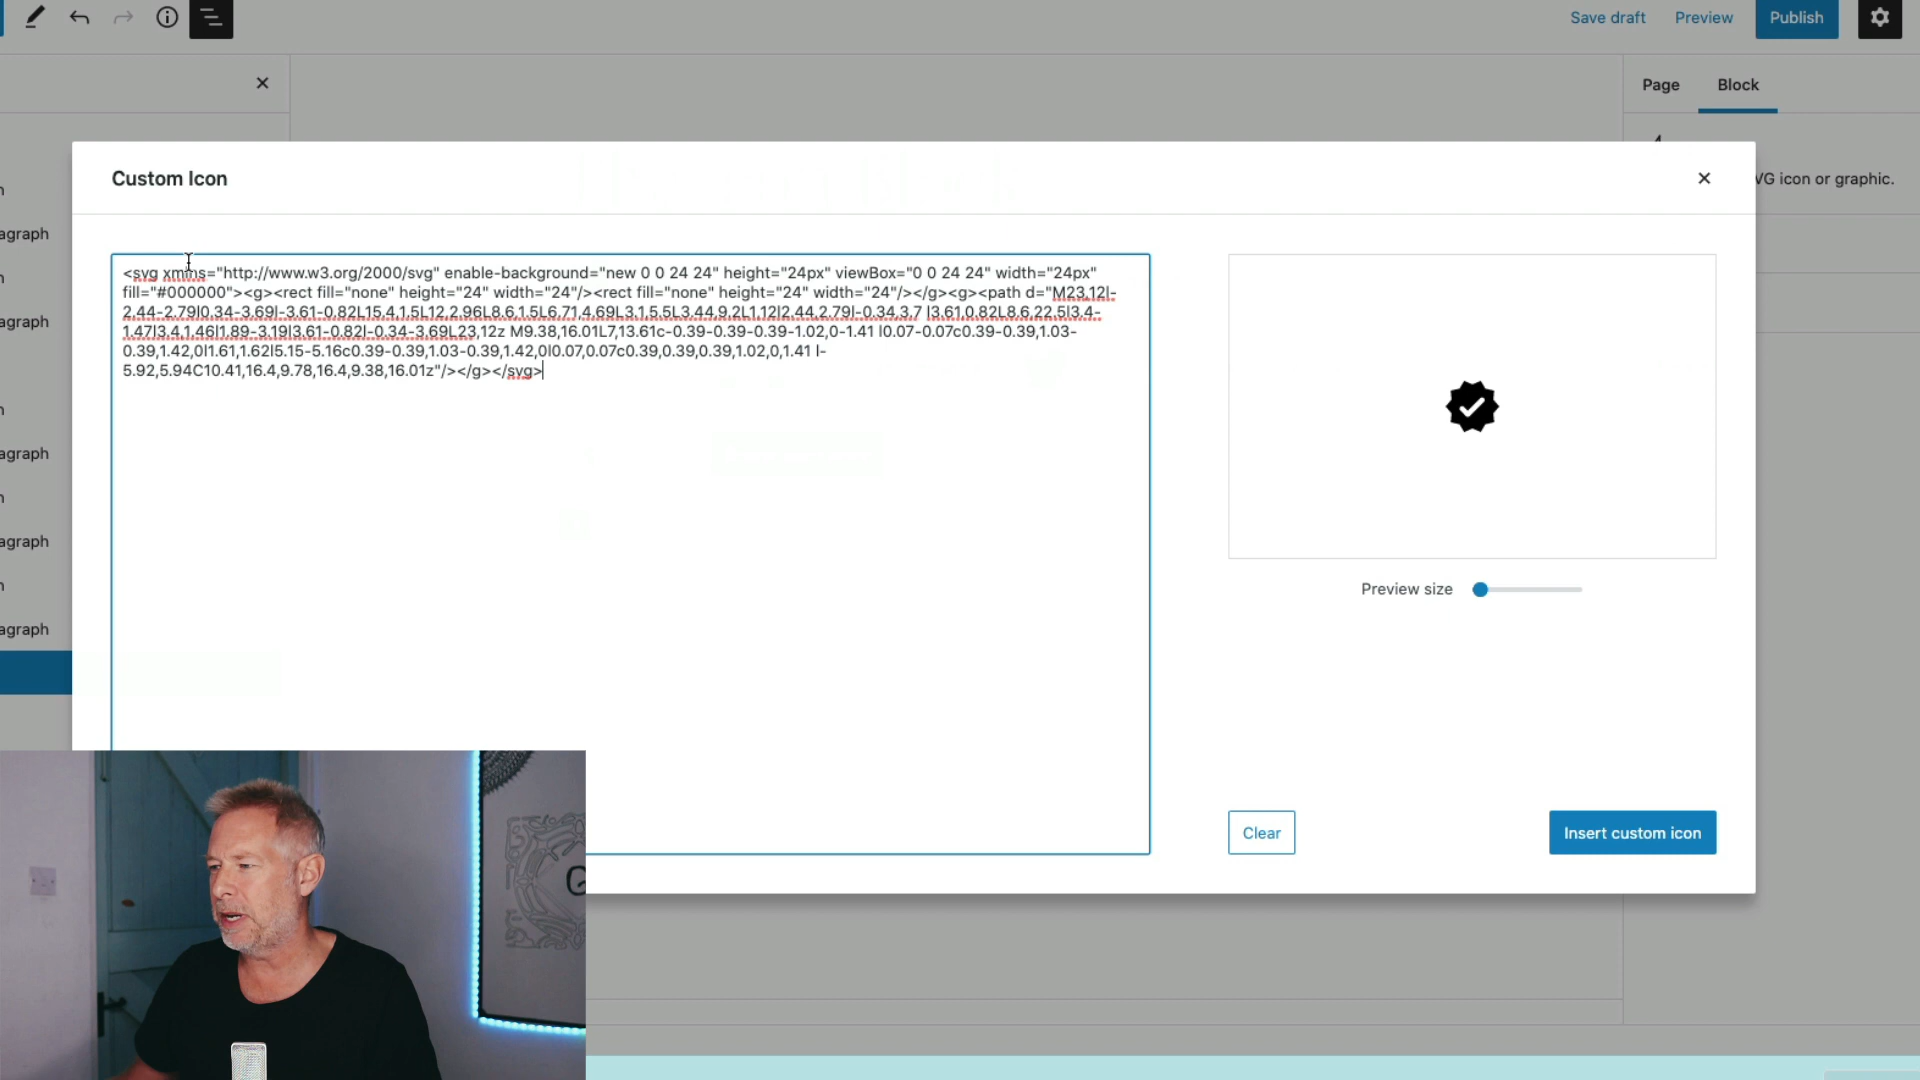 Save draft
Preview
Publish
Page
Block
Custom Icon
VG icon or graphic.
<svg xmlns="http://www.w3.org/2000/svg" enable-background="new 0 0 24 24" height="24px" viewBox="0 0 24 24" width="24px"
fill="#000000"><g><rect fill="none" height="24" width="24"/><rect fill="none" height="24" width="24"/></g><g><path d="M23,12l-
2.44-2.79l0.34-3.69l-3.61-0.82L15.4,1.5L12,2.96L8.6,1.5L6.71,4.69L3.1,5.5L3.44,9.2L1,12l2.44,2.79l-0.34,3.7 l3.61,0.82L8.6,22.5l3.4-
1.47l3.4,1.46l1.89-3.19l3.61-0.82l-0.34-3.69L23,12z M9.38,16.01L7,13.61c-0.39-0.39-0.39-1.02,0-1.41 l0.07-0.07c0.39-0.39,1.03-
0.39,1.42,0l1.61,1.62l5.15-5.16c0.39-0.39,1.03-0.39,1.42,0l0.07,0.07c0.39,0.39,0.39,1.02,0,1.41 l-
5.92,5.94C10.41,16.4,9.78,16.4,9.38,16.01z"/></g></svg>
n
agraph
n
agraph
n
agraph
n
agraph
n
agraph
Preview size
Clear
Insert custom icon
G